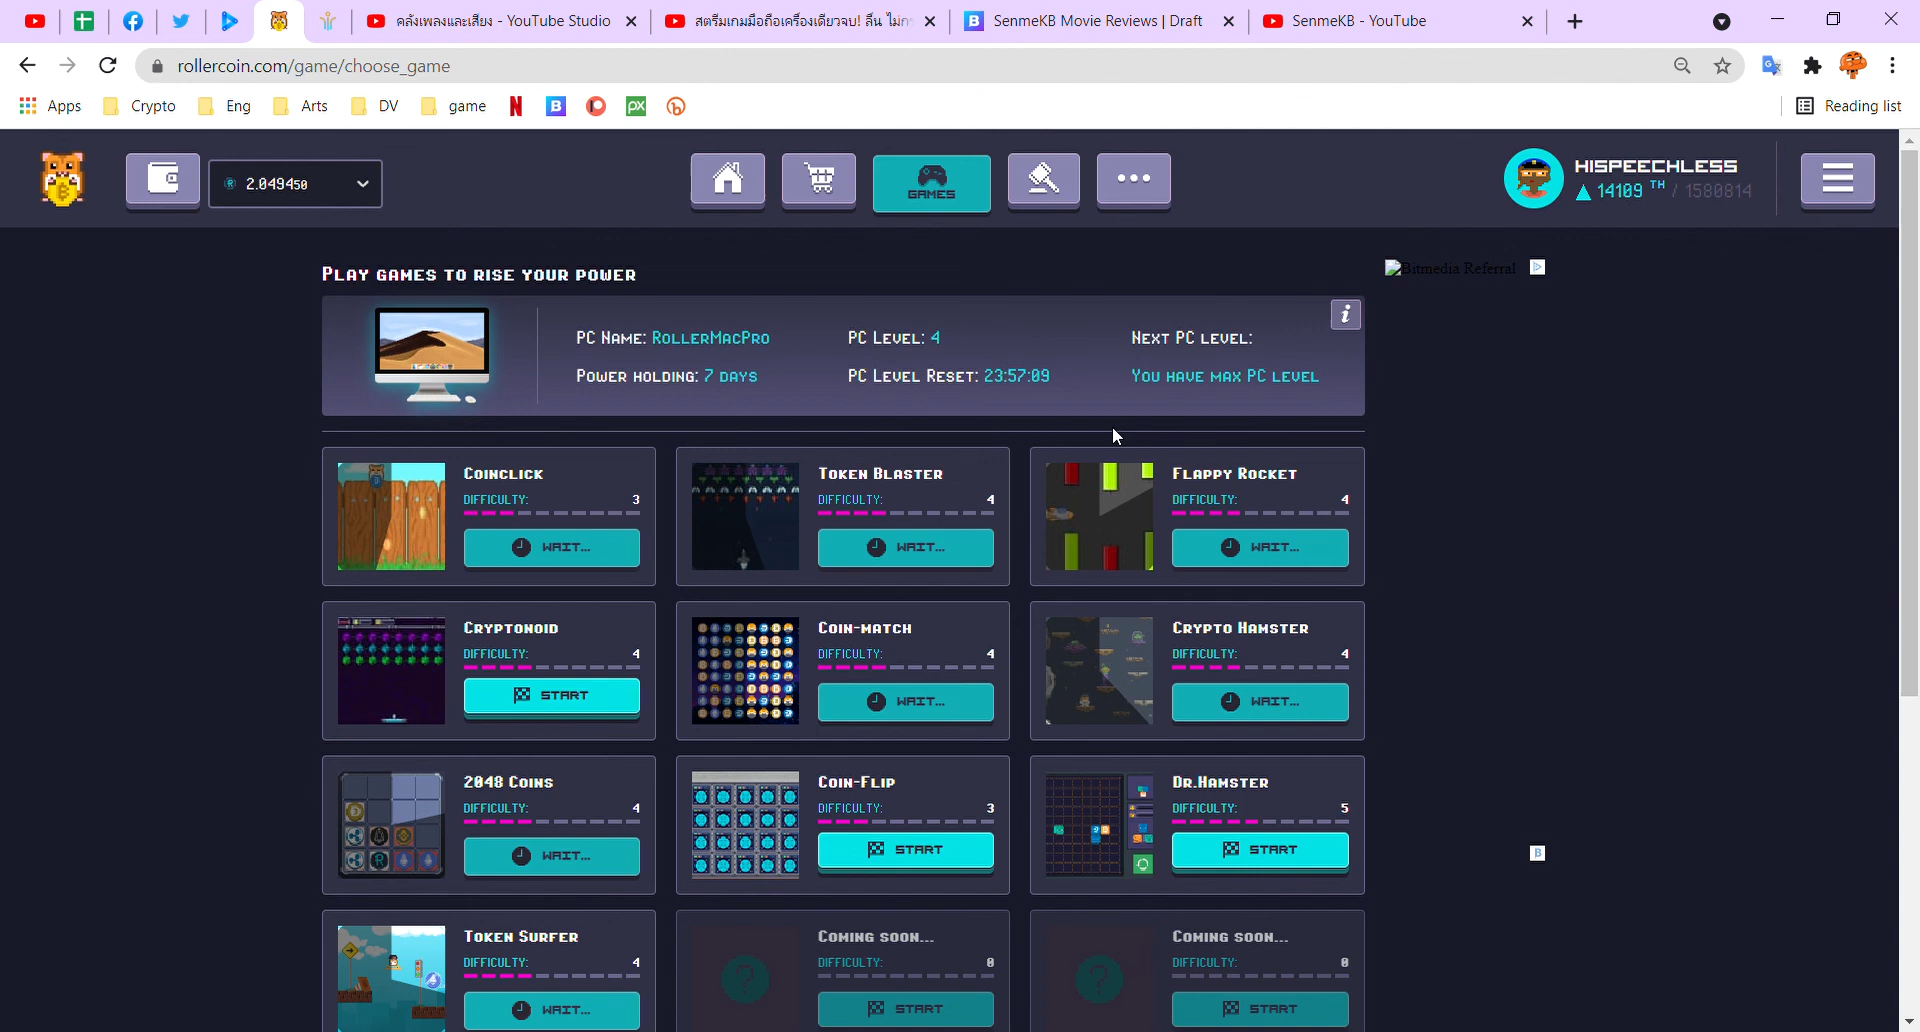 คลังเพลงและเสียง - YouTube Studio
สตรีมเกมมือถือเครื่องเดียวจบ! ลื่น
SenmeKB Movie Reviews | Draft
SenmeKB - YouTube
rollercoin.com/game/choose_game
Apps
Crypto
Eng
Arts
DV
game
Reading list
2.049450
GAMES
HISPEECHLESS
14109 TH / 1580814
PLAY GAMES TO RISE YOUR POWER
Bitmedia Referral
PC NAME: ROLLERMACPRO
PC LEVEL: 4
NEXT PC LEVEL:
POWER HOLDING: 7 DAYS
PC LEVEL RESET: 23:57:09
YOU HAVE MAX PC LEVEL
COINCLICK
DIFFICULTY: 3
WAIT...
TOKEN BLASTER
DIFFICULTY: 4
WAIT...
FLAPPY ROCKET
DIFFICULTY: 4
WAIT...
CRYPTONOID
DIFFICULTY: 4
START
COIN-MATCH
DIFFICULTY: 4
WAIT...
CRYPTO HAMSTER
DIFFICULTY: 4
WAIT...
2048 COINS
DIFFICULTY: 4
WAIT...
COIN-FLIP
DIFFICULTY: 3
START
DR.HAMSTER
DIFFICULTY: 5
START
TOKEN SURFER
DIFFICULTY: 4
WAIT...
COMING SOON...
DIFFICULTY: 0
START
COMING SOON...
DIFFICULTY: 0
START